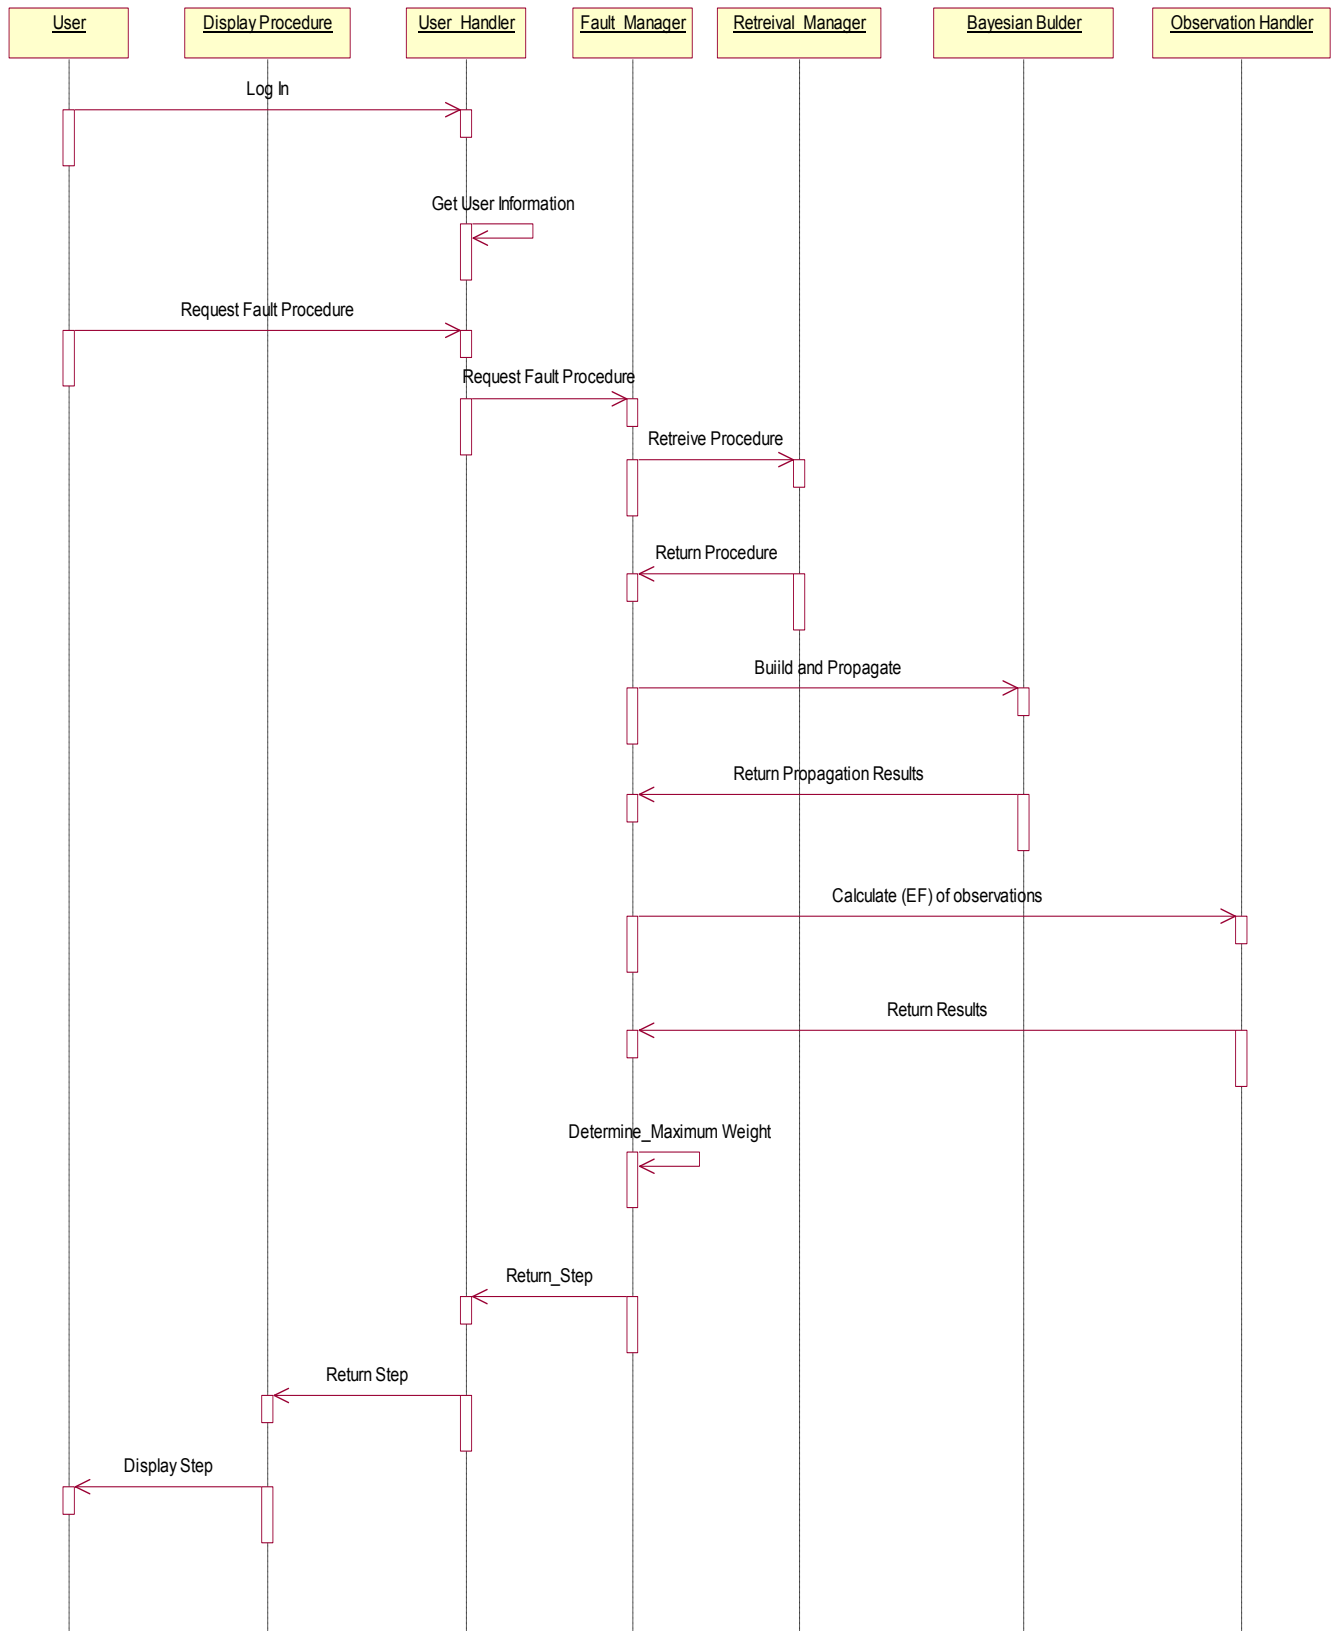 User
Display Procedure
User_Handler
Fault_Manager
Retreival_Manager
Bayesian Bulder
Observation Handler
Log In
Get User Information
Request Fault Procedure
Request Fault Procedure
Retreive Procedure
Return Procedure
Buiild and Propagate
Return Propagation Results
Calculate (EF) of observations
Return Results
Determine_Maximum Weight
Return_Step
Return Step
Display Step